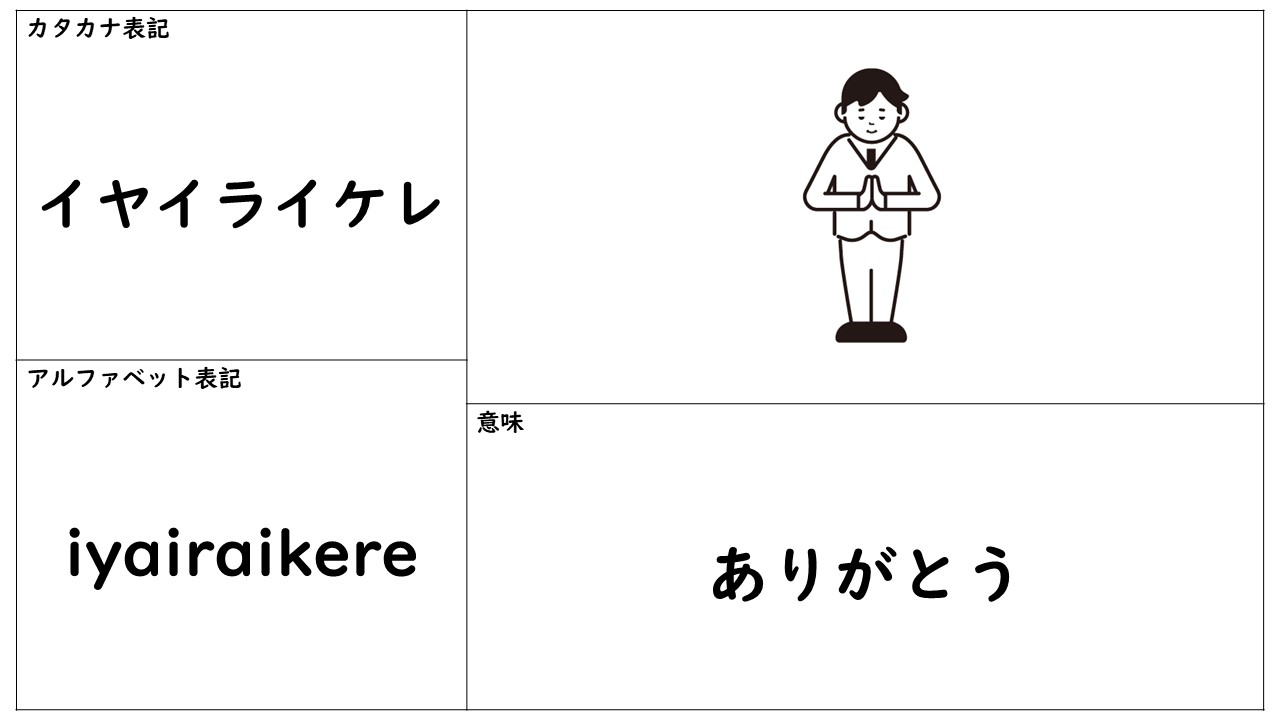 カタカナ表記
イヤイライケレ
アルファベット表記
iyairaikere
意味
ありがとう